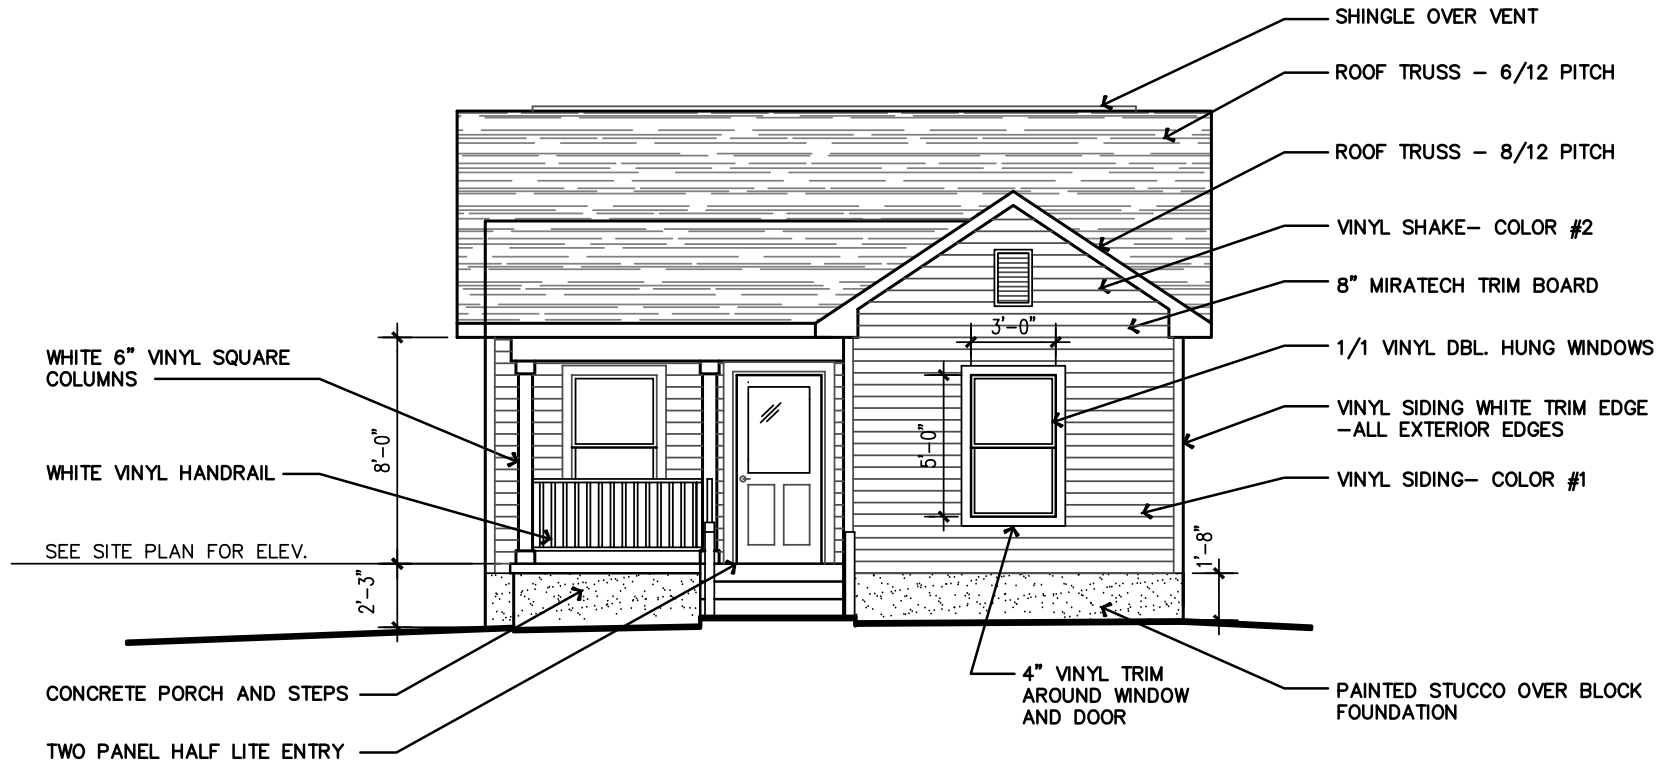 SHINGLE OVER VENT
ROOF TRUSS – 6/12 PITCH
ROOF TRUSS – 8/12 PITCH
VINYL SHAKE– COLOR #2
8" MIRATECH TRIM BOARD
3'-0"
1/1 VINYL DBL. HUNG WINDOWS
WHITE 6" VINYL SQUARE
COLUMNS
VINYL SIDING WHITE TRIM EDGE
–ALL EXTERIOR EDGES
8'-0"
5'-0"
WHITE VINYL HANDRAIL
VINYL SIDING– COLOR #1
SEE SITE PLAN FOR ELEV.
1'-8"
2'-3"
CONCRETE PORCH AND STEPS
4" VINYL TRIM
AROUND WINDOW
AND DOOR
PAINTED STUCCO OVER BLOCK
FOUNDATION
TWO PANEL HALF LITE ENTRY